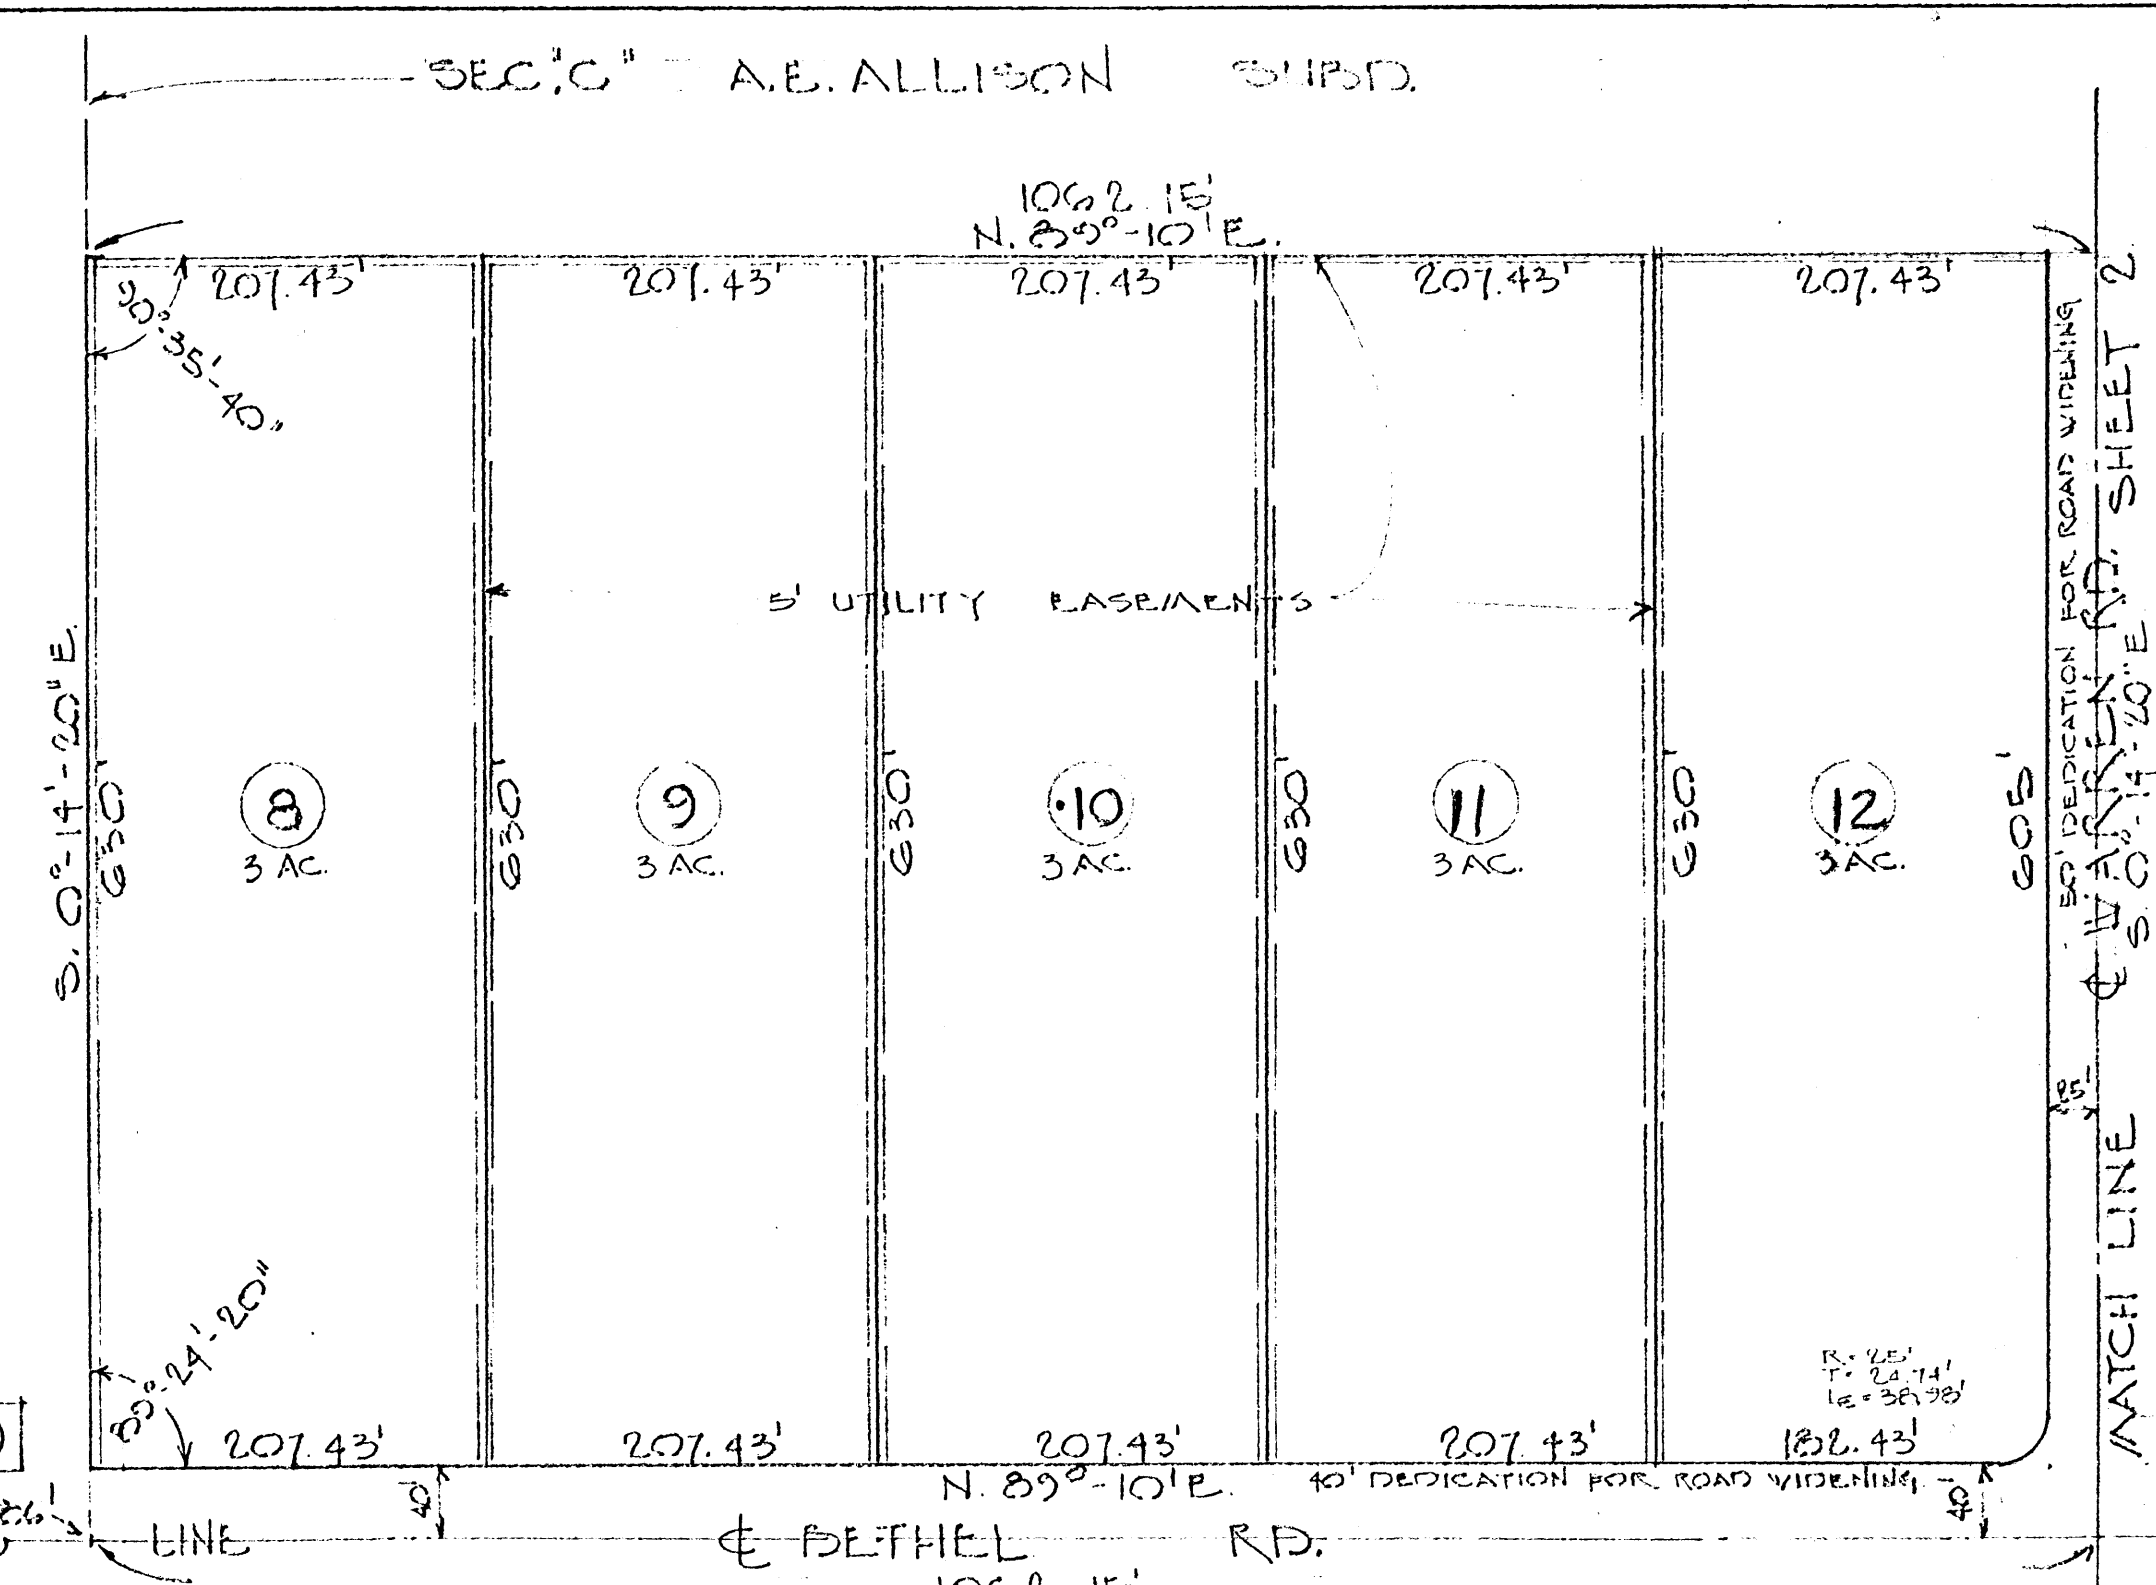 SEC. "C" A.E. ALLISON SUBD.
1062.15'
N. 89°-10' E.
207.43' 207.43' 207.43' 207.43' 207.43'
90°-35'-40"
5' UTILITY EASEMENTS
S. 0°-14'-20" E.
630' 630' 630' 630' 630' 605'
8 9 10 11 12
3 AC. 3 AC. 3 AC. 3 AC. 3 AC.
50' DEDICATION FOR ROAD WIDENING
℄ WARREN RD.
S. 0°-14'-20" E
MATCH LINE SHEET 2
25'
89°-24'-20"
R. 25'
T. 24.74'
38.98'
207.43' 207.43' 207.43' 207.43' 182.43'
N. 89°-10' E. 40' DEDICATION FOR ROAD WIDENING
40' 40'
LINE ℄ BETHEL RD.
1062.15'